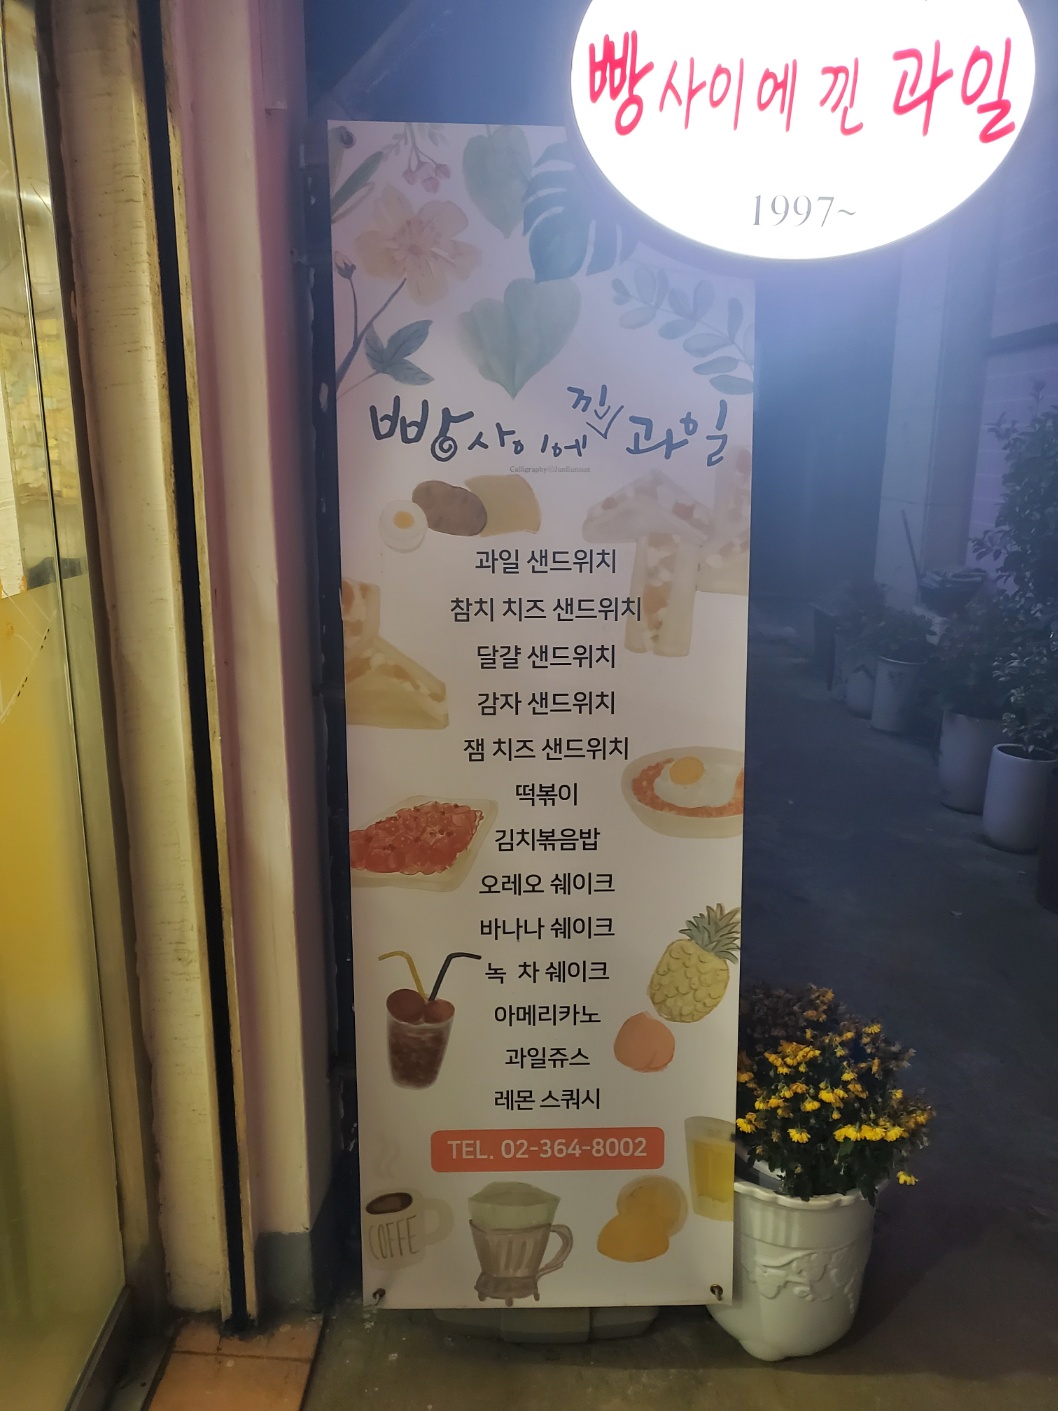 빵사이에 낀 과일
1997~
빵사이에 낀 과일
과일 샌드위치
참치 치즈 샌드위치
달걀 샌드위치
감자 샌드위치
잼 치즈 샌드위치
떡볶이
김치볶음밥
오레오 쉐이크
바나나 쉐이크
녹 차 쉐이크
아메리카노
과일쥬스
레몬 스쿼시
TEL. 02-364-8002
COFFE